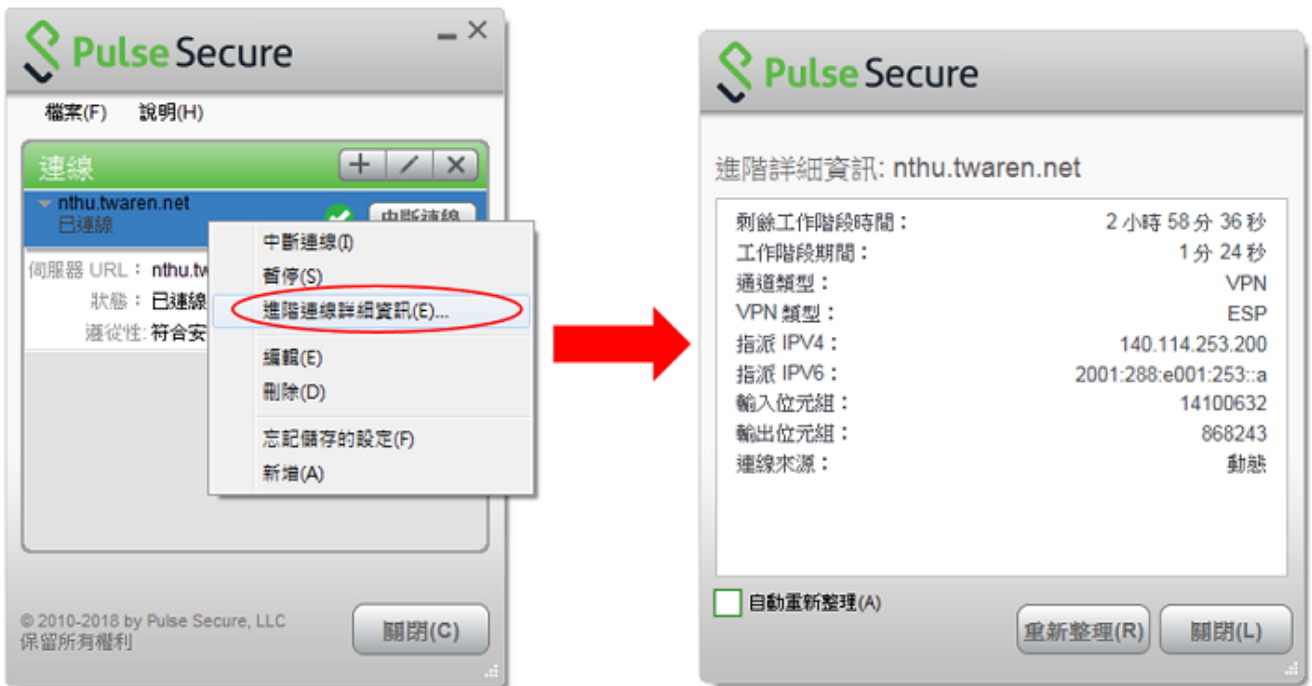 Pulse Secure
檔案(F) 說明(H)
連線
nthu.twaren.net
已連線
中斷連線
伺服器 URL： nthu.tw
狀態： 已連線
遵從性: 符合安
中斷連線(I)
暫停(S)
進階連線詳細資訊(E)...
編輯(E)
刪除(D)
忘記儲存的設定(F)
新增(A)
© 2010-2018 by Pulse Secure, LLC
保留所有權利
關閉(C)
Pulse Secure
進階詳細資訊: nthu.twaren.net
剩餘工作階段時間： 2 小時 58 分 36 秒
工作階段期間： 1 分 24 秒
通道類型： VPN
VPN 類型： ESP
指派 IPV4： 140.114.253.200
指派 IPV6： 2001:288:e001:253::a
輸入位元組： 14100632
輸出位元組： 868243
連線來源： 動態
自動重新整理(A)
重新整理(R)
關閉(L)